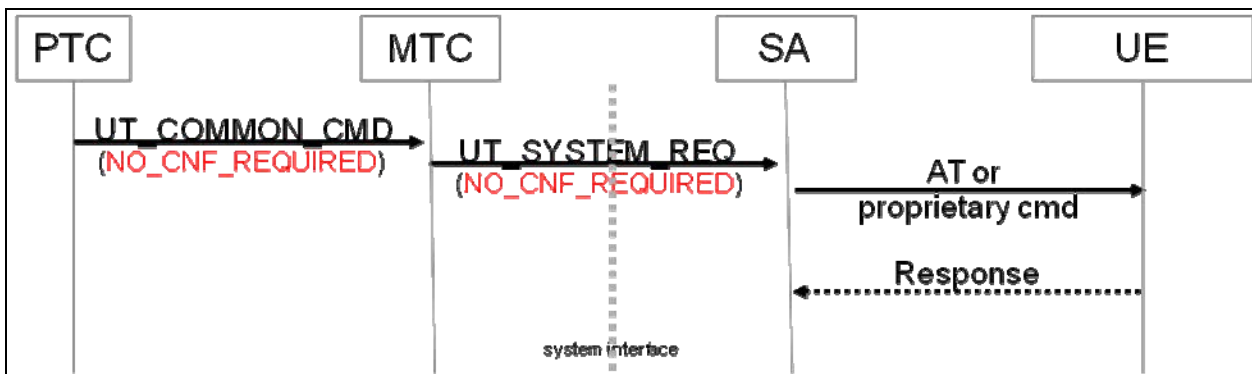 PTC MTC SA UE
UT_COMMON_CMD
(NO_CNF_REQUIRED)
UT_SYSTEM_REQ
(NO_CNF_REQUIRED)
AT or
proprietary cmd
Response
system interface